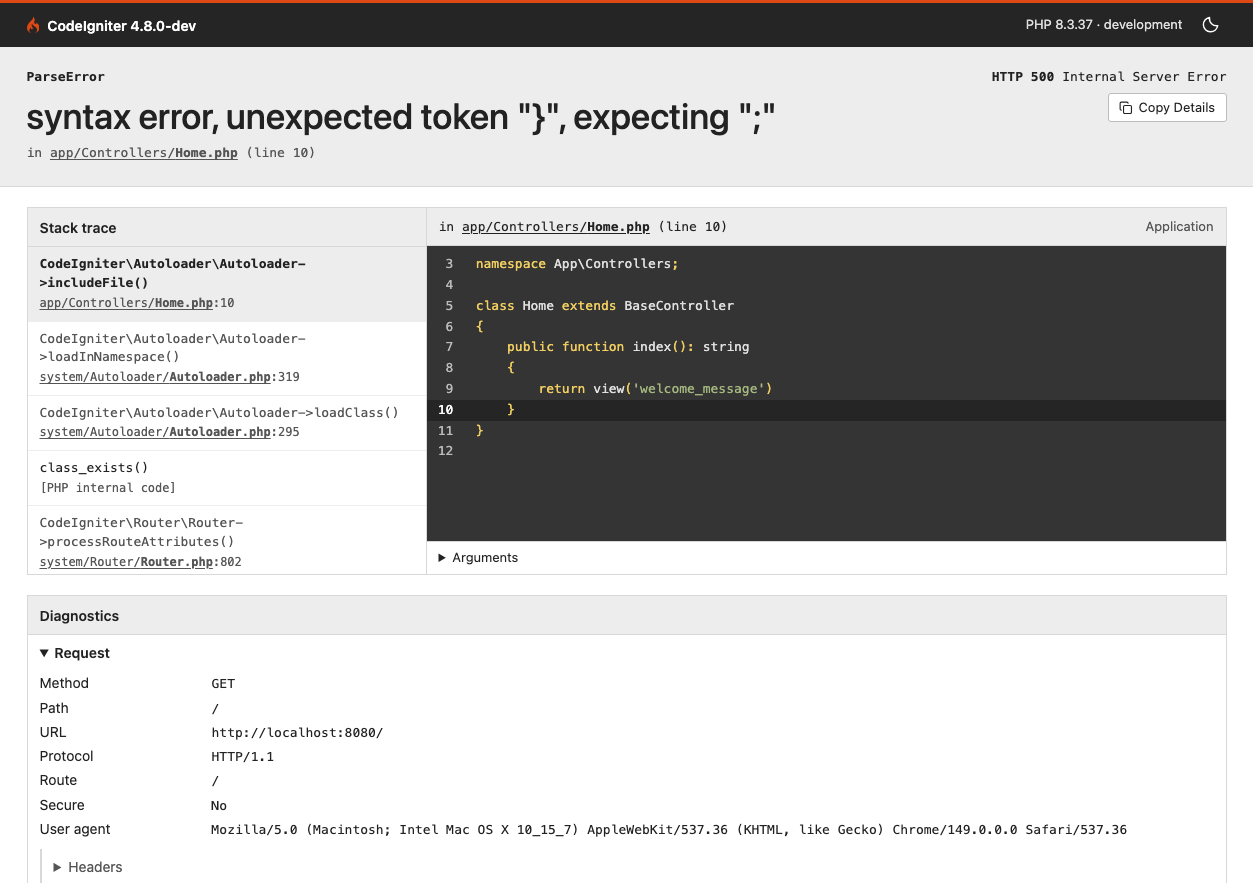 CodeIgniter 4.8.0-dev
PHP 8.3.37 · development
ParseError
HTTP 500 Internal Server Error
syntax error, unexpected token "}", expecting ";"
Copy Details
in app/Controllers/Home.php (line 10)
Stack trace
CodeIgniter\Autoloader\Autoloader–
>includeFile()
app/Controllers/Home.php:10
CodeIgniter\Autoloader\Autoloader–
>loadInNamespace()
system/Autoloader/Autoloader.php:319
CodeIgniter\Autoloader\Autoloader–>loadClass()
system/Autoloader/Autoloader.php:295
class_exists()
[PHP internal code]
CodeIgniter\Router\Router–
>processRouteAttributes()
system/Router/Router.php:802
in app/Controllers/Home.php (line 10)
Application
3 namespace App\Controllers;
4
5 class Home extends BaseController
6 {
7     public function index(): string
8     {
9         return view('welcome_message')
10     }
11 }
12
Arguments
Diagnostics
Request
Method GET
Path /
URL http://localhost:8080/
Protocol HTTP/1.1
Route /
Secure No
User agent Mozilla/5.0 (Macintosh; Intel Mac OS X 10_15_7) AppleWebKit/537.36 (KHTML, like Gecko) Chrome/149.0.0.0 Safari/537.36
Headers